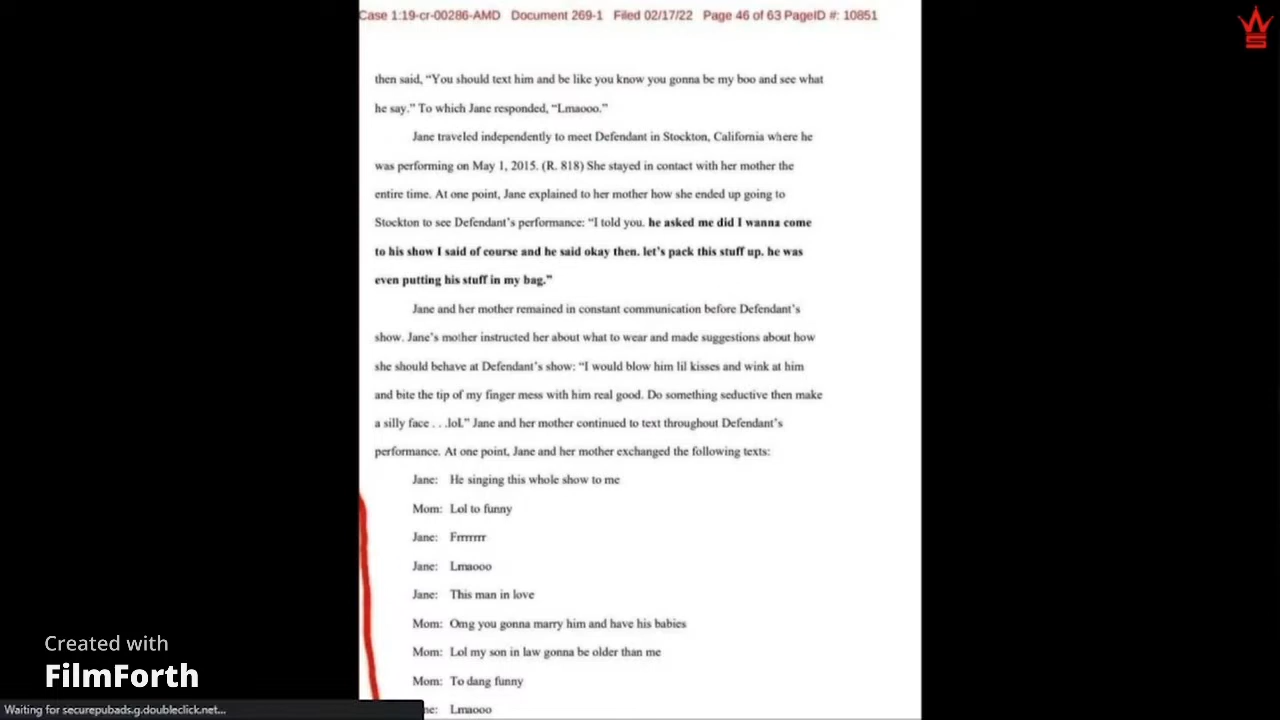 Case 1:19-cr-00286-AMD Document 269-1 Filed 02/17/22 Page 46 of 63 PageID #: 10851
then said, “You should text him and be like you know you gonna be my boo and see what
he say.” To which Jane responded, “Lmaooo.”
Jane traveled independently to meet Defendant in Stockton, California where he
was performing on May 1, 2015. (R. 818) She stayed in contact with her mother the
entire time. At one point, Jane explained to her mother how she ended up going to
Stockton to see Defendant’s performance: “I told you. he asked me did I wanna come
to his show I said of course and he said okay then. let’s pack this stuff up. he was
even putting his stuff in my bag.”
Jane and her mother remained in constant communication before Defendant’s
show. Jane’s mother instructed her about what to wear and made suggestions about how
she should behave at Defendant’s show: “I would blow him lil kisses and wink at him
and bite the tip of my finger mess with him real good. Do something seductive then make
a silly face . . .lol.” Jane and her mother continued to text throughout Defendant’s
performance. At one point, Jane and her mother exchanged the following texts:
Jane: He singing this whole show to me
Mom: Lol to funny
Jane: Frrrrrrr
Jane: Lmaooo
Jane: This man in love
Mom: Omg you gonna marry him and have his babies
Mom: Lol my son in law gonna be older than me
Mom: To dang funny
ne: Lmaooo
Created with
FilmForth
Waiting for securepubads.g.doubleclick.net...